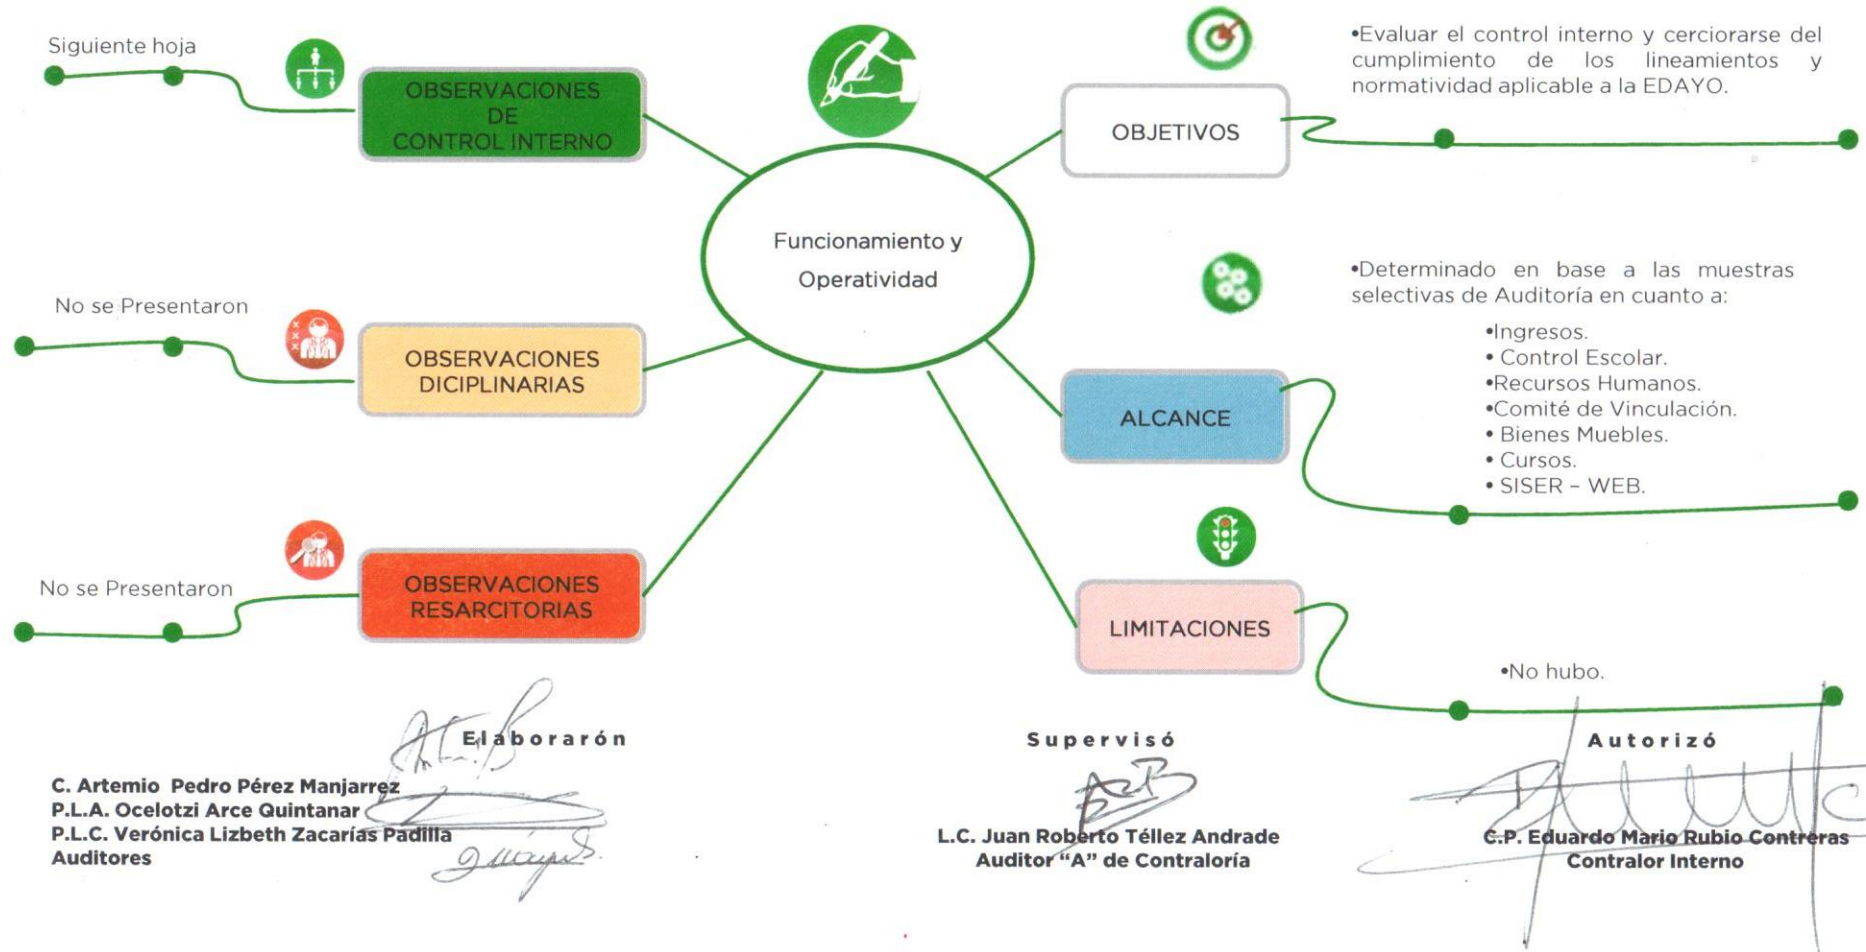 Siguiente hoja
OBSERVACIONES
DE
CONTROL INTERNO
No se Presentaron
OBSERVACIONES
DICIPLINARIAS
No se Presentaron
OBSERVACIONES
RESARCITORIAS
Funcionamiento y
Operatividad
OBJETIVOS
•Evaluar el control interno y cerciorarse del
cumplimiento de los lineamientos y
normatividad aplicable a la EDAYO.
ALCANCE
•Determinado en base a las muestras
selectivas de Auditoría en cuanto a:
•Ingresos.
• Control Escolar.
•Recursos Humanos.
•Comité de Vinculación.
• Bienes Muebles.
• Cursos.
• SISER – WEB.
LIMITACIONES
•No hubo.
Elaborarón
C. Artemio Pedro Pérez Manjarrez
P.L.A. Ocelotzi Arce Quintanar
P.L.C. Verónica Lizbeth Zacarías Padilla
Auditores
Supervisó
L.C. Juan Roberto Téllez Andrade
Auditor “A” de Contraloría
Autorizó
C.P. Eduardo Mario Rubio Contreras
Contralor Interno